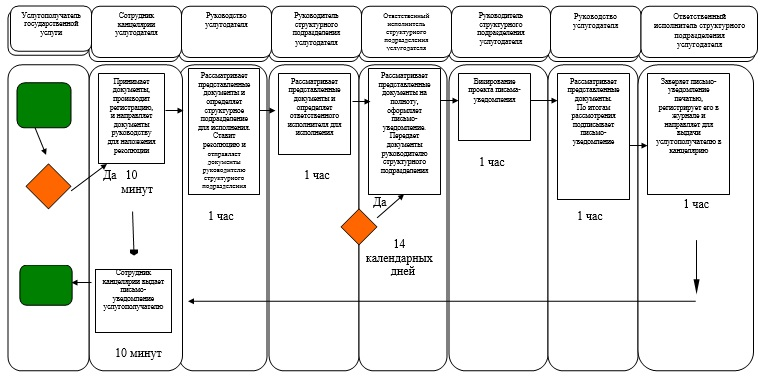 Услугополучатель
государственной
услуги
Сотрудник
канцелярии
услугодателя
Руководство
услугодателя
Руководитель
структурного
подразделения
услугодателя
Ответственный
исполнитель
структурного
подразделения
услугодателя
Руководитель
структурного
подразделения
услугодателя
Руководство
услугодателя
Ответственный
исполнитель структурного
подразделения
услугодателя
Принимает
документы,
производит
регистрацию,
и направляет
документы
руководству
для наложения
резолюции
Рассматривает
представленные
документы и
определяет
структурное
подразделение
для исполнения.
Ставит
резолюцию и
отправляет
документы
руководителю
структурного
подразделения
Рассматривает
представленные
документы и
определяет
ответственного
исполнителя для
исполнения
Рассматривает
представленные
документы на
полноту,
оформляет
письмо-
уведомление.
Передает
документы
руководителю
структурного
подразделения
Визирование
проекта письма-
уведомления
Рассматривает
представленные
документы.
По итогам
рассмотрения
подписывает
письмо-
уведомление
Заверяет письмо-
уведомление
печатью,
регистрирует его в
журнале и
направляет для
выдачи
услугополучателю в
канцелярию
Да
10
минут
1 час
1 час
Да
14
календарных
дней
1 час
1 час
1 час
Сотрудник
канцелярии выдает
письмо-
уведомление
услугополучателю
10 минут